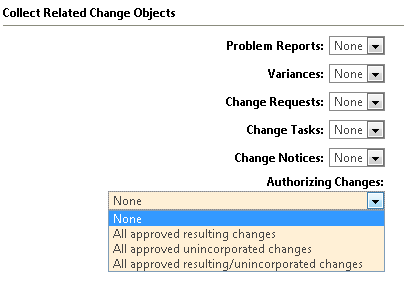 Collect Related Change Objects
Problem Reports: None
Variances: None
Change Requests: None
Change Tasks: None
Change Notices: None
Authorizing Changes:
None
None
All approved resulting changes
All approved unincorporated changes
All approved resulting/unincorporated changes